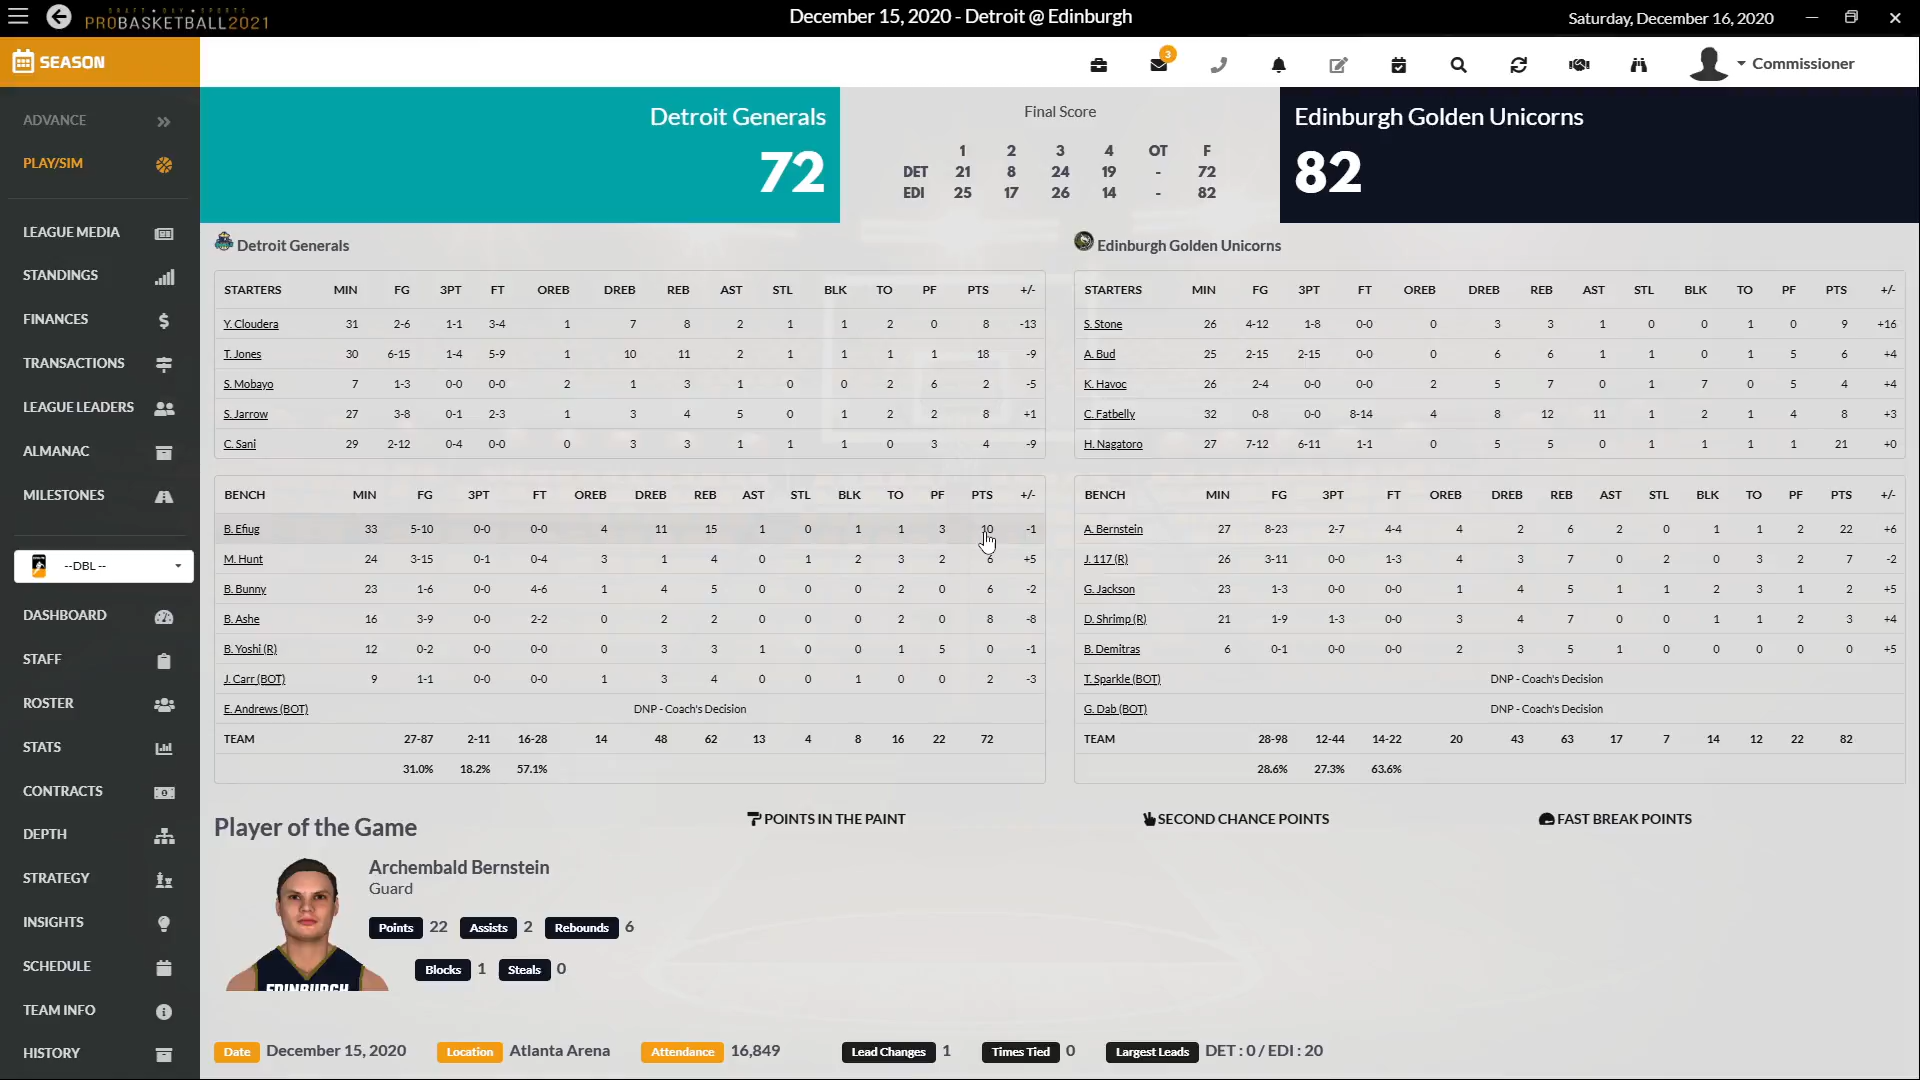 DRAFT • DAY • SPORTS
PROBASKETBALL2021
December 15, 2020 - Detroit @ Edinburgh
Saturday, December 16, 2020
SEASON
3
Commissioner
ADVANCE
PLAY/SIM
LEAGUE MEDIA
STANDINGS
FINANCES
TRANSACTIONS
LEAGUE LEADERS
ALMANAC
MILESTONES
--DBL --
DASHBOARD
STAFF
ROSTER
STATS
CONTRACTS
DEPTH
STRATEGY
INSIGHTS
SCHEDULE
TEAM INFO
HISTORY
Detroit Generals
72
Final Score
1 2 3 4 OT F
DET 21 8 24 19 - 72
EDI 25 17 26 14 - 82
Edinburgh Golden Unicorns
82
Detroit Generals
STARTERS MIN FG 3PT FT OREB DREB REB AST STL BLK TO PF PTS +/-
Y. Cloudera 31 2-6 1-1 3-4 1 7 8 2 1 1 2 0 8 -13
T. Jones 30 6-15 1-4 5-9 1 10 11 2 1 1 1 1 18 -9
S. Mobayo 7 1-3 0-0 0-0 2 1 3 1 0 0 2 6 2 -5
S. Jarrow 27 3-8 0-1 2-3 1 3 4 5 0 1 2 2 8 +1
C. Sani 29 2-12 0-4 0-0 0 3 3 1 1 1 0 3 4 -9
BENCH MIN FG 3PT FT OREB DREB REB AST STL BLK TO PF PTS +/-
B. Efiug 33 5-10 0-0 0-0 4 11 15 1 0 1 1 3 10 -1
M. Hunt 24 3-15 0-1 0-4 3 1 4 0 1 2 3 2 6 +5
B. Bunny 23 1-6 0-0 4-6 1 4 5 0 0 0 2 0 6 -2
B. Ashe 16 3-9 0-0 2-2 0 2 2 0 0 0 2 0 8 -8
B. Yoshi (R) 12 0-2 0-0 0-0 0 3 3 1 0 0 1 5 0 -1
J. Carr (BOT) 9 1-1 0-0 0-0 1 3 4 0 0 1 0 0 2 -3
E. Andrews (BOT) DNP - Coach's Decision
TEAM 27-87 2-11 16-28 14 48 62 13 4 8 16 22 72
31.0% 18.2% 57.1%
Edinburgh Golden Unicorns
STARTERS MIN FG 3PT FT OREB DREB REB AST STL BLK TO PF PTS +/-
S. Stone 26 4-12 1-8 0-0 0 3 3 1 0 0 1 0 9 +16
A. Bud 25 2-15 2-15 0-0 0 6 6 1 1 0 1 5 6 +4
K. Havoc 26 2-4 0-0 0-0 2 5 7 0 1 7 0 5 4 +4
C. Fatbelly 32 0-8 0-0 8-14 4 8 12 11 1 2 1 4 8 +3
H. Nagatoro 27 7-12 6-11 1-1 0 5 5 0 1 1 1 1 21 +0
BENCH MIN FG 3PT FT OREB DREB REB AST STL BLK TO PF PTS +/-
A. Bernstein 27 8-23 2-7 4-4 4 2 6 2 0 1 1 2 22 +6
J. 117 (R) 26 3-11 0-0 1-3 4 3 7 0 2 0 3 2 7 -2
G. Jackson 23 1-3 0-0 0-0 1 4 5 1 1 2 3 1 2 +5
D. Shrimp (R) 21 1-9 1-3 0-0 3 4 7 0 0 1 1 2 3 +4
B. Demitras 6 0-1 0-0 0-0 2 3 5 1 0 0 0 0 0 +5
T. Sparkle (BOT) DNP - Coach's Decision
G. Dab (BOT) DNP - Coach's Decision
TEAM 28-98 12-44 14-22 20 43 63 17 7 14 12 22 82
28.6% 27.3% 63.6%
Player of the Game
POINTS IN THE PAINT
SECOND CHANCE POINTS
FAST BREAK POINTS
Archembald Bernstein
Guard
Points 22 Assists 2 Rebounds 6
Blocks 1 Steals 0
EDINBURGH
Date December 15, 2020 Location Atlanta Arena Attendance 16,849 Lead Changes 1 Times Tied 0 Largest Leads DET : 0 / EDI : 20